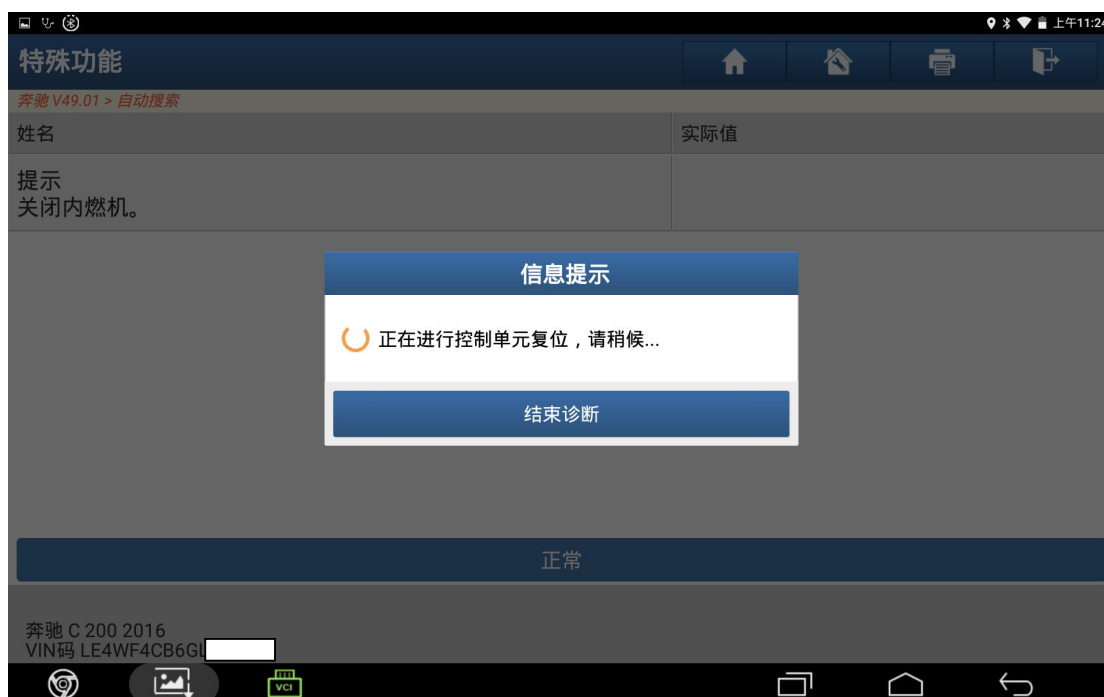 上午11:24
特殊功能
奔驰 V49.01 > 自动搜索
姓名
实际值
提示
关闭内燃机。
信息提示
正在进行控制单元复位，请稍候...
结束诊断
正常
奔驰 C 200 2016
VIN码 LE4WF4CB6GL
VCI